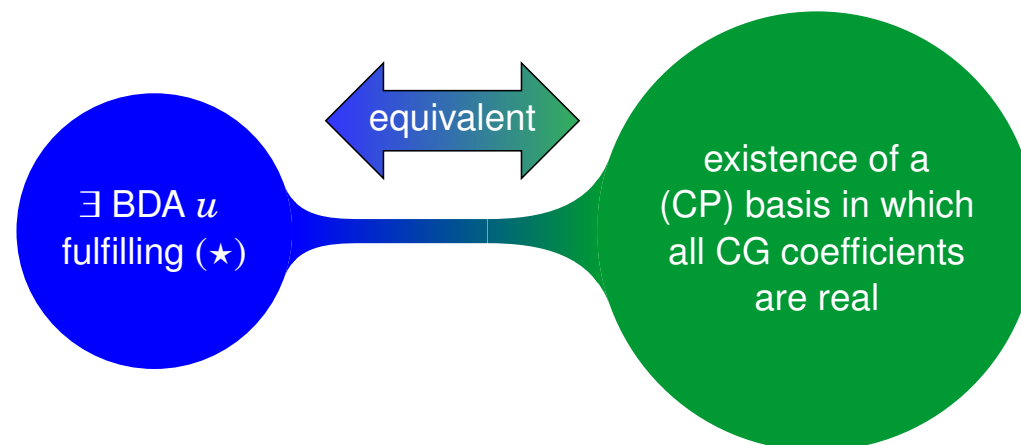 ∃ BDA u
fulfilling (⋆)
equivalent
existence of a
(CP) basis in which
all CG coefficients
are real